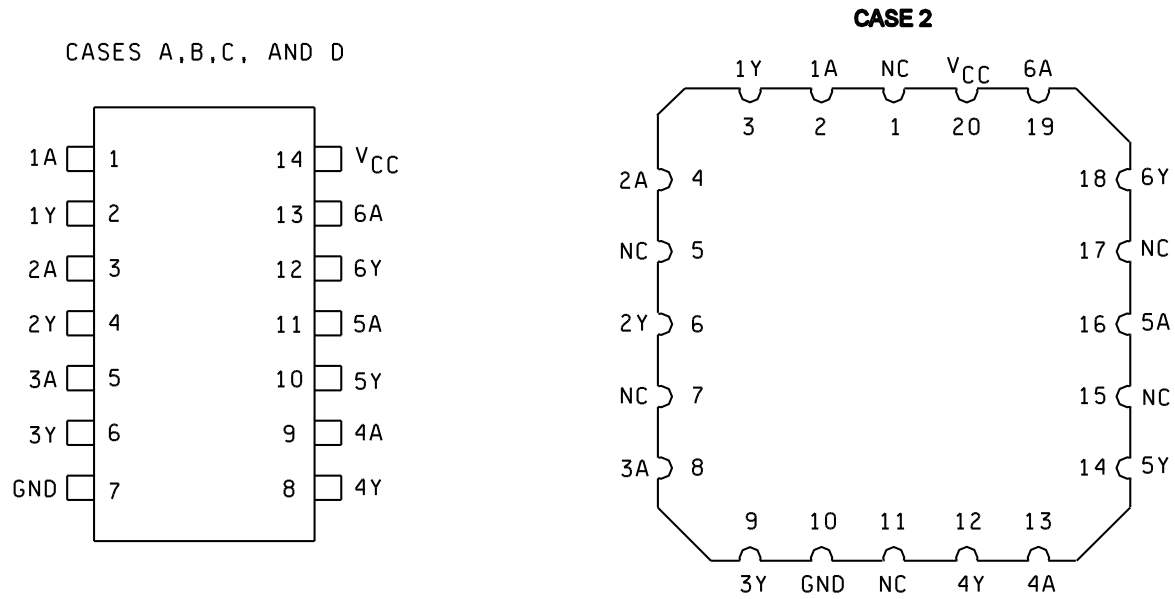 CASES A,B,C, AND D
1A 1 14 VCC
1Y 2 13 6A
2A 3 12 6Y
2Y 4 11 5A
3A 5 10 5Y
3Y 6 9 4A
GND 7 8 4Y
CASE 2
1Y 1A NC VCC 6A
3 2 1 20 19
2A 4 18 6Y
NC 5 17 NC
2Y 6 16 5A
NC 7 15 NC
3A 8 14 5Y
9 10 11 12 13
3Y GND NC 4Y 4A